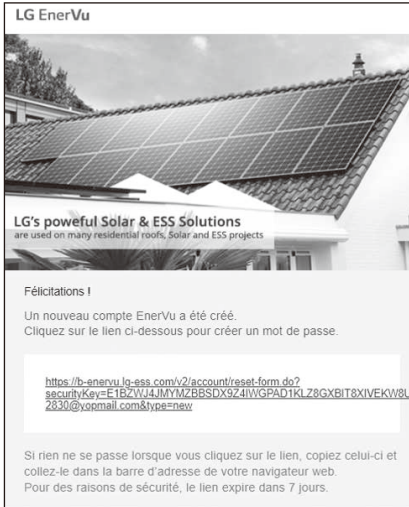 LG EnerVu
LG's poweful Solar & ESS Solutions
are used on many residential roofs, Solar and ESS projects
Félicitations !
Un nouveau compte EnerVu a été créé.
Cliquez sur le lien ci-dessous pour créer un mot de passe.
https://b-enervu.lg-ess.com/v2/account/reset-form.do?
securityKey=E1BZWJ4JMYMZBBSDX9Z4IWGPAD1KLZ8GXBIT8XIVEKW8U
2830@yopmail.com&type=new
Si rien ne se passe lorsque vous cliquez sur le lien, copiez celui-ci et
collez-le dans la barre d'adresse de votre navigateur web.
Pour des raisons de sécurité, le lien expire dans 7 jours.